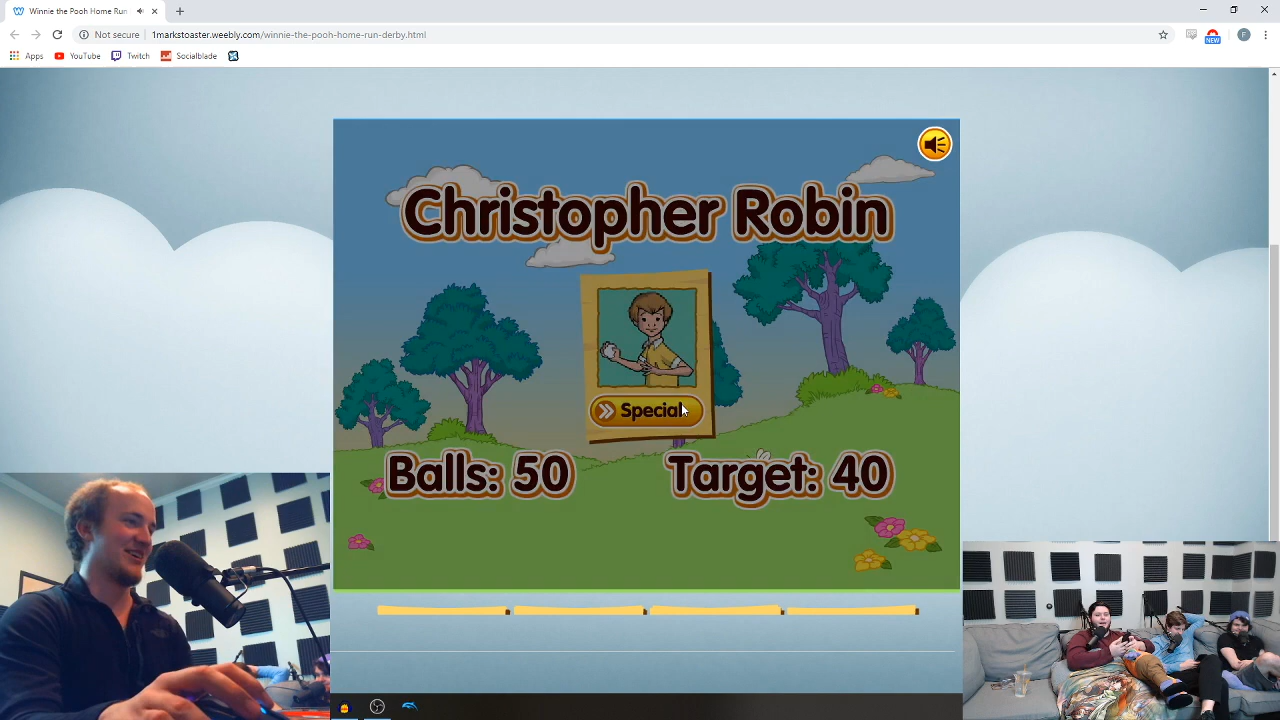 Winnie the Pooh Home Run
Not secure
1markstoaster.weebly.com/winnie-the-pooh-home-run-derby.html
NEW
F
Apps
YouTube
Twitch
Socialblade
Christopher Robin
Special
Balls: 50
Target: 40